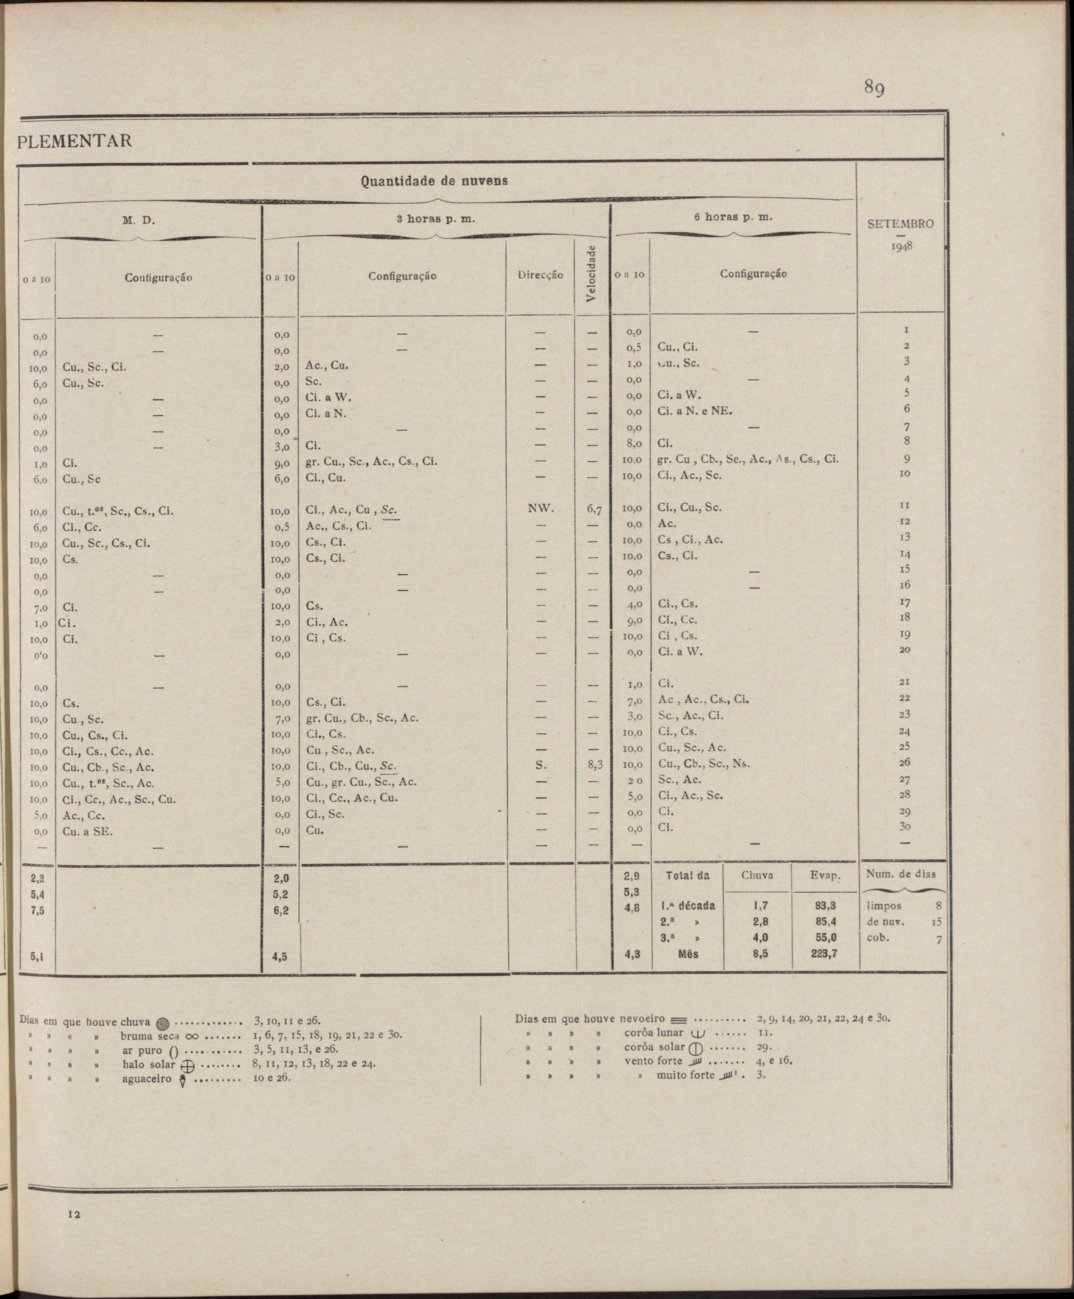 89
PLEMENTAR
Quantidade de nuvens
M. D. 3 horas p. m. 6 horas p. m. SETEMBRO
—
1948
0 a 10 Configuração 0 a 10 Configuração Direcção Velocidade 0 a 10 Configuração
0,0 — 0,0 — — — 0,0 — 1
0,0 — 0,0 — — — 0,5 Cu., Ci. 2
10,0 Cu., Sc., Ci. 2,0 Ac., Cu. — — 1,0 Cu., Sc. 3
6,0 Cu., Sc. 0,0 Sc. — — 0,0 — 4
0,0 — 0,0 Ci. a W. — — 0,0 Ci. a W. 5
0,0 — 0,0 Ci. a N. — — 0,0 Ci. a N. e NE. 6
0,0 — 0,0 — — — 0,0 — 7
0,0 — 3,0 Ci. — — 8,0 Ci. 8
1,0 Ci. 9,0 gr. Cu., Sc., Ac., Cs., Ci. — — 10,0 gr. Cu , Cb., Sc., Ac., As., Cs., Ci. 9
6,0 Cu., Sc 6,0 Ci., Cu. — — 10,0 Ci., Ac., Sc. 10
10,0 Cu., t.os, Sc., Cs., Ci. 10,0 Ci., Ac., Cu , Sc. NW. 6,7 10,0 Ci., Cu., Sc. 11
6,0 Ci., Cc. 0,5 Ac., Cs., Ci. — — 0,0 Ac. 12
10,0 Cu., Sc., Cs., Ci. 10,0 Cs., Ci. — — 10,0 Cs , Ci., Ac. 13
10,0 Cs. 10,0 Cs., Ci. — — 10,0 Cs., Ci. 14
0,0 — 0,0 — — — 0,0 — 15
0,0 — 0,0 — — — 0,0 — 16
7,0 Ci. 10,0 Cs. — — 4,0 Ci., Cs. 17
1,0 Ci. 2,0 Ci., Ac. — — 9,0 Ci., Cc. 18
10,0 Ci. 10,0 Ci , Cs. — — 10,0 Ci , Cs. 19
0'0 — 0,0 — — — 0,0 Ci. a W. 20
0,0 — 0,0 — — — 1,0 Ci. 21
10,0 Cs. 10,0 Cs., Ci. — — 7,0 Ac , Ac., Cs., Ci. 22
10,0 Cu , Sc. 7,0 gr. Cu., Cb., Sc., Ac. — — 3,0 Sc., Ac., Ci. 23
10,0 Cu., Cs., Ci. 10,0 Ci., Cs. — — 10,0 Ci., Cs. 24
10,0 Ci., Cs., Cc., Ac. 10,0 Cu , Sc., Ac. — — 10,0 Cu., Sc., Ac. 25
10,0 Cu., Cb., Sc., Ac. 10,0 Ci., Cb., Cu., Sc. S. 8,3 10,0 Cu., Cb., Sc., Ns. 26
10,0 Cu., t.os, Sc., Ac. 5,0 Cu., gr. Cu., Sc., Ac. — — 2 0 Sc., Ac. 27
10,0 Ci., Cc., Ac., Sc., Cu. 10,0 Ci., Cc., Ac., Cu. — — 5,0 Ci., Ac., Sc. 28
5,0 Ac., Cc. 0,0 Ci., Sc. — — 0,0 Ci. 29
0,0 Cu. a SE. 0,0 Cu. — — 0,0 Ci. 30
— — — — — — — — —
2,3 2,0 2,9 Total da Chuva Evap. Num. de dias
5,4 5,2 5,3
7,5 6,2 4,8 1.ª década 1,7 83,3 limpos 8
2.ª » 2,8 85,4 de nuv. 15
3.ª » 4,0 55,0 cob. 7
5,1 4,5 4,3 Mês 8,5 223,7
Dias em que houve chuva ............. 3, 10, 11 e 26.
» » « » bruma seca ∞ ....... 1, 6, 7, 15, 18, 19, 21, 22 e 30.
» » » » ar puro () ........... 3, 5, 11, 13, e 26.
» » » » halo solar ....... 8, 11, 12, 13, 18, 22 e 24.
» » » » aguaceiro ......... 10 e 26.
Dias em que houve nevoeiro ≡ .......... 2, 9, 14, 20, 21, 22, 24 e 30.
» » » » corôa lunar ...... 11.
» » » » corôa solar ....... 29.
» » » » vento forte ....... 4, e 16.
» » » » » muito forte . 3.
12